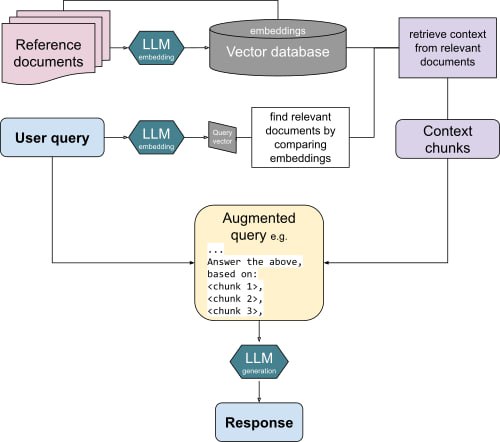 Reference
documents
LLM
embedding
embeddings
Vector database
retrieve context
from relevant
documents
User query
LLM
embedding
Query
vector
find relevant
documents by
comparing
embeddings
Context
chunks
Augmented
query e.g.
...
Answer the above,
based on:
<chunk 1>,
<chunk 2>,
<chunk 3>,
LLM
generation
Response